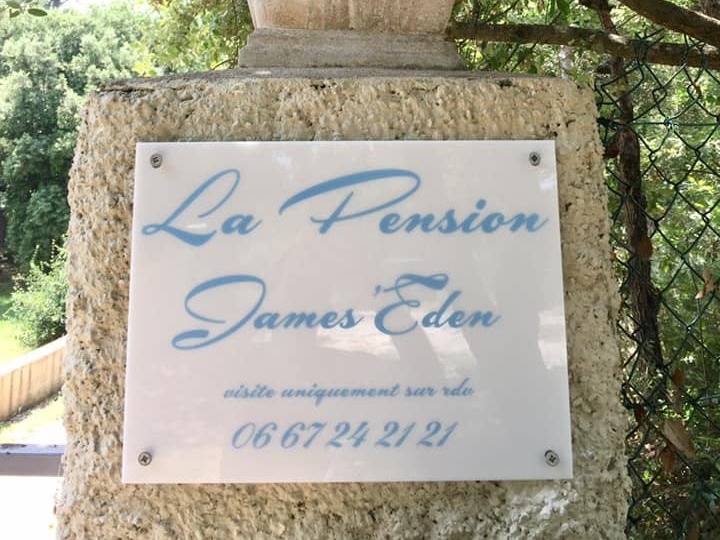 La Pension
James'Eden
visite uniquement sur rdv
06 67 24 21 21